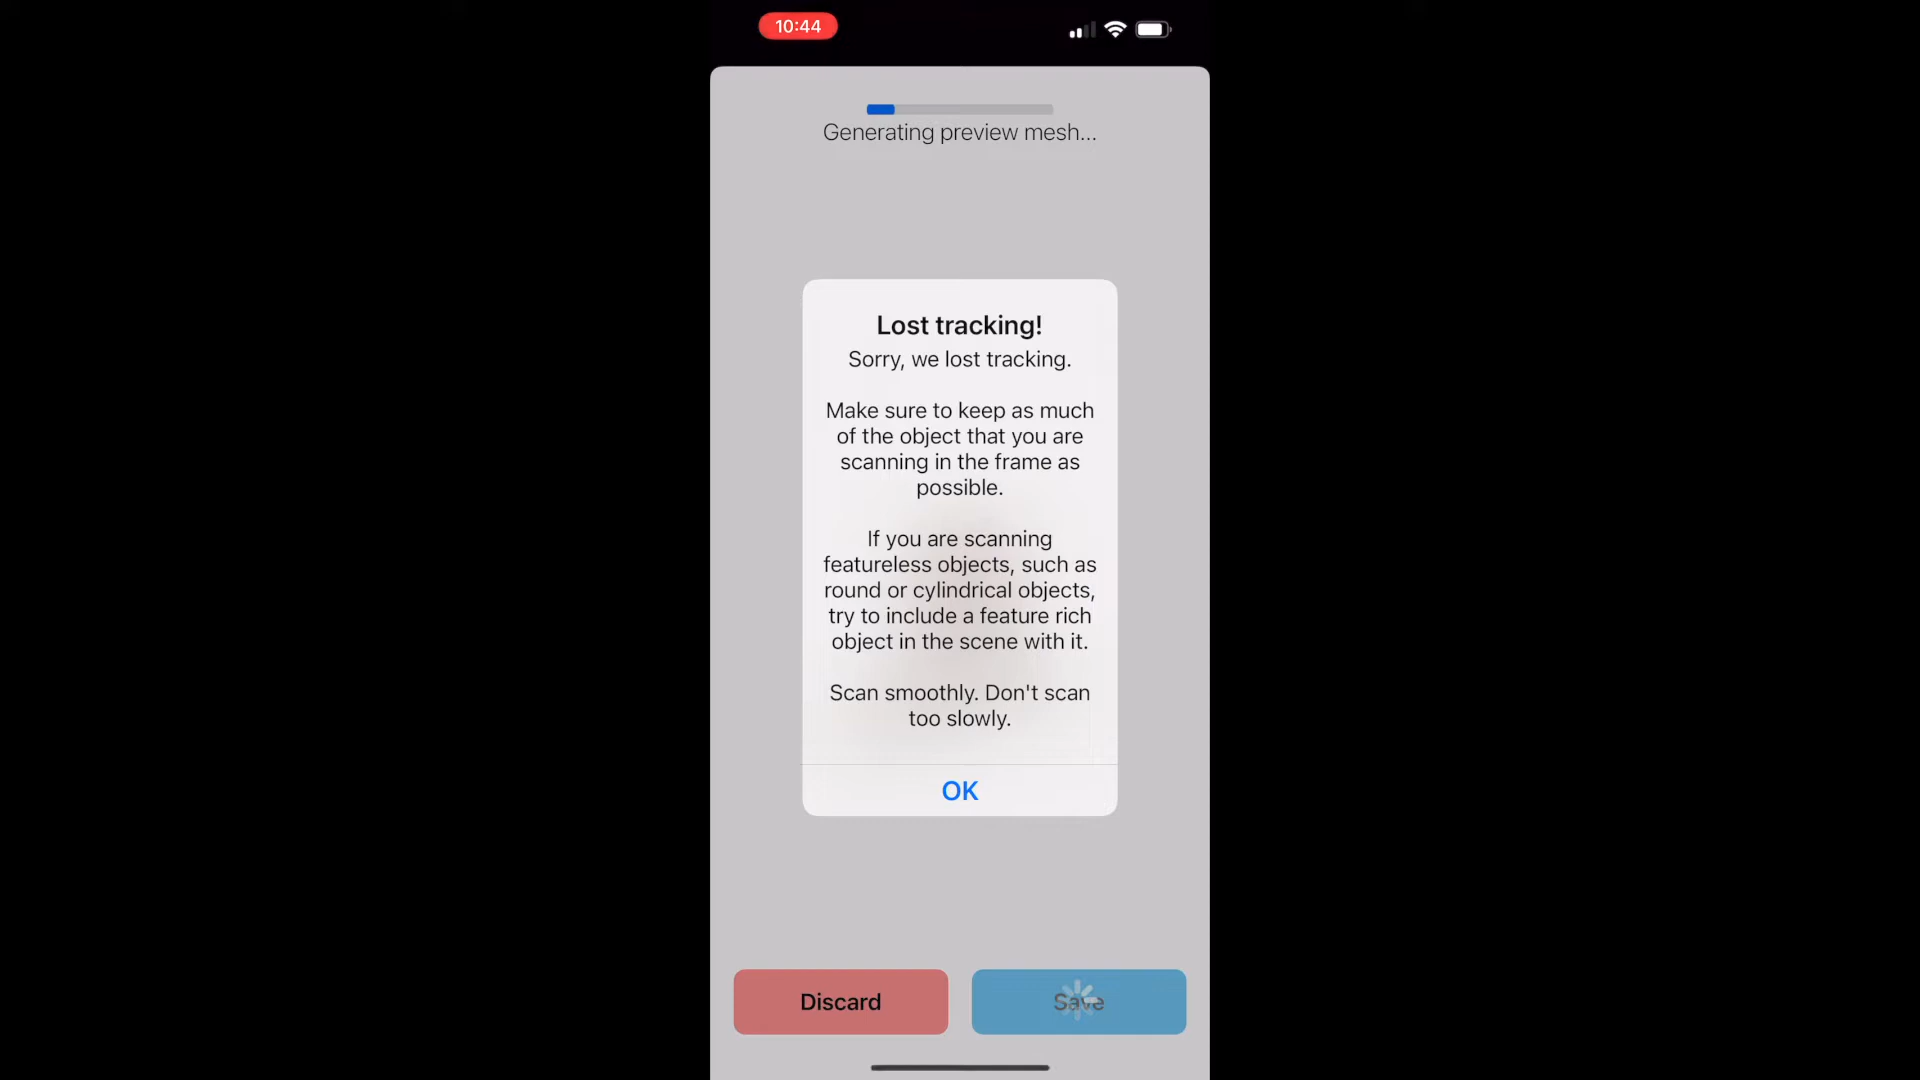 10:44
Generating preview mesh...
Lost tracking!
Sorry, we lost tracking.
Make sure to keep as much
of the object that you are
scanning in the frame as
possible.
If you are scanning
featureless objects, such as
round or cylindrical objects,
try to include a feature rich
object in the scene with it.
Scan smoothly. Don't scan
too slowly.
OK
Discard
Save